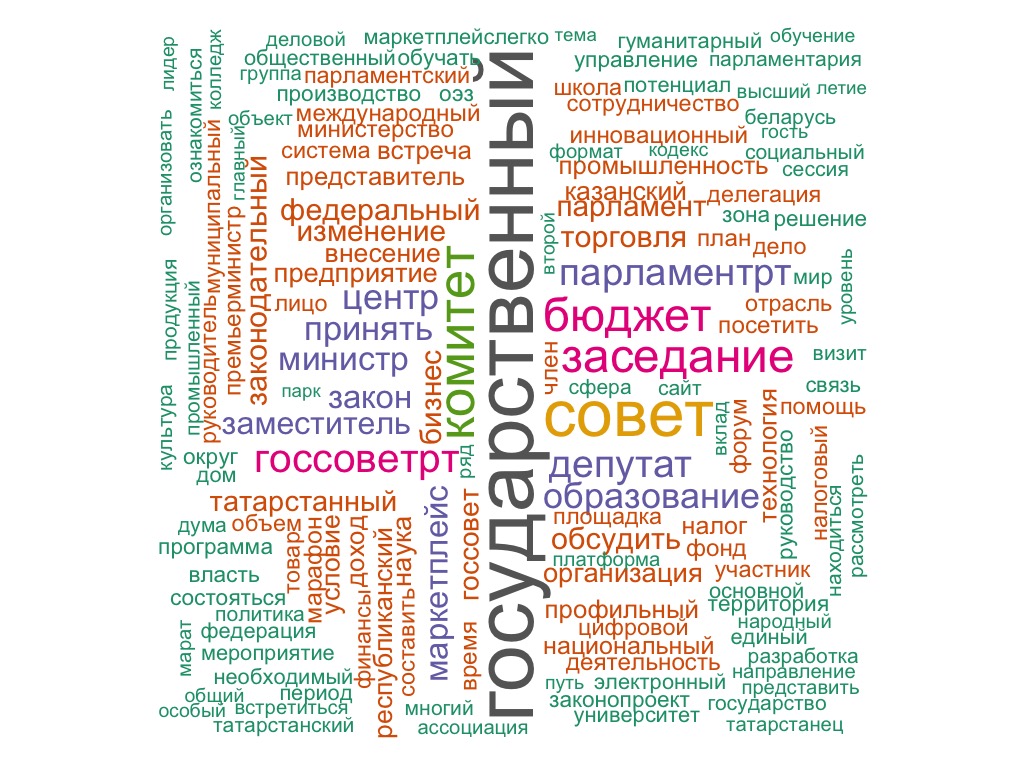 деловой
маркетплейслегко
тема
гуманитарный
обучение
общественный
обучать
управление
парламентария
группа
парламентский
школа
потенциал
высший
летие
производство
оэз
сотрудничество
объект
международный
беларусь
министерство
инновационный
гость
система
встреча
формат
кодекс
социальный
промышленность
сессия
представитель
казанский
делегация
федеральный
парламент
зона
решение
изменение
торговля
план
дело
внесение
предприятие
парламентрт
мир
лицо
центр
бюджет
отрасль
посетить
принять
министр
заседание
визит
парк
закон
сфера
сайт
связь
заместитель
совет
помощь
округ
госсоветрт
дом
депутат
образование
татарстанный
площадка
дума
объем
обсудить
налог
программа
платформа
фонд
власть
организация
участник
состояться
основной
политика
профильный
территория
федерация
цифровой
народный
мероприятие
национальный
единый
деятельность
разработка
необходимый
путь
электронный
направление
общий
период
законопроект
представить
особый
встретиться
многий
государство
татарстанский
ассоциация
университет
татарстанец
лидер
ознакомиться
колледж
организовать
муниципальный
главный
законодательный
премьерминистр
руководитель
продукция
промышленный
культура
комитет
бизнес
государственный
второй
член
уровень
ряд
вклад
форум
технология
руководство
налоговый
находиться
рассмотреть
товар
марафон
условие
доход
финансы
республиканский
наука
составить
маркетплейс
госсовет
время
марат